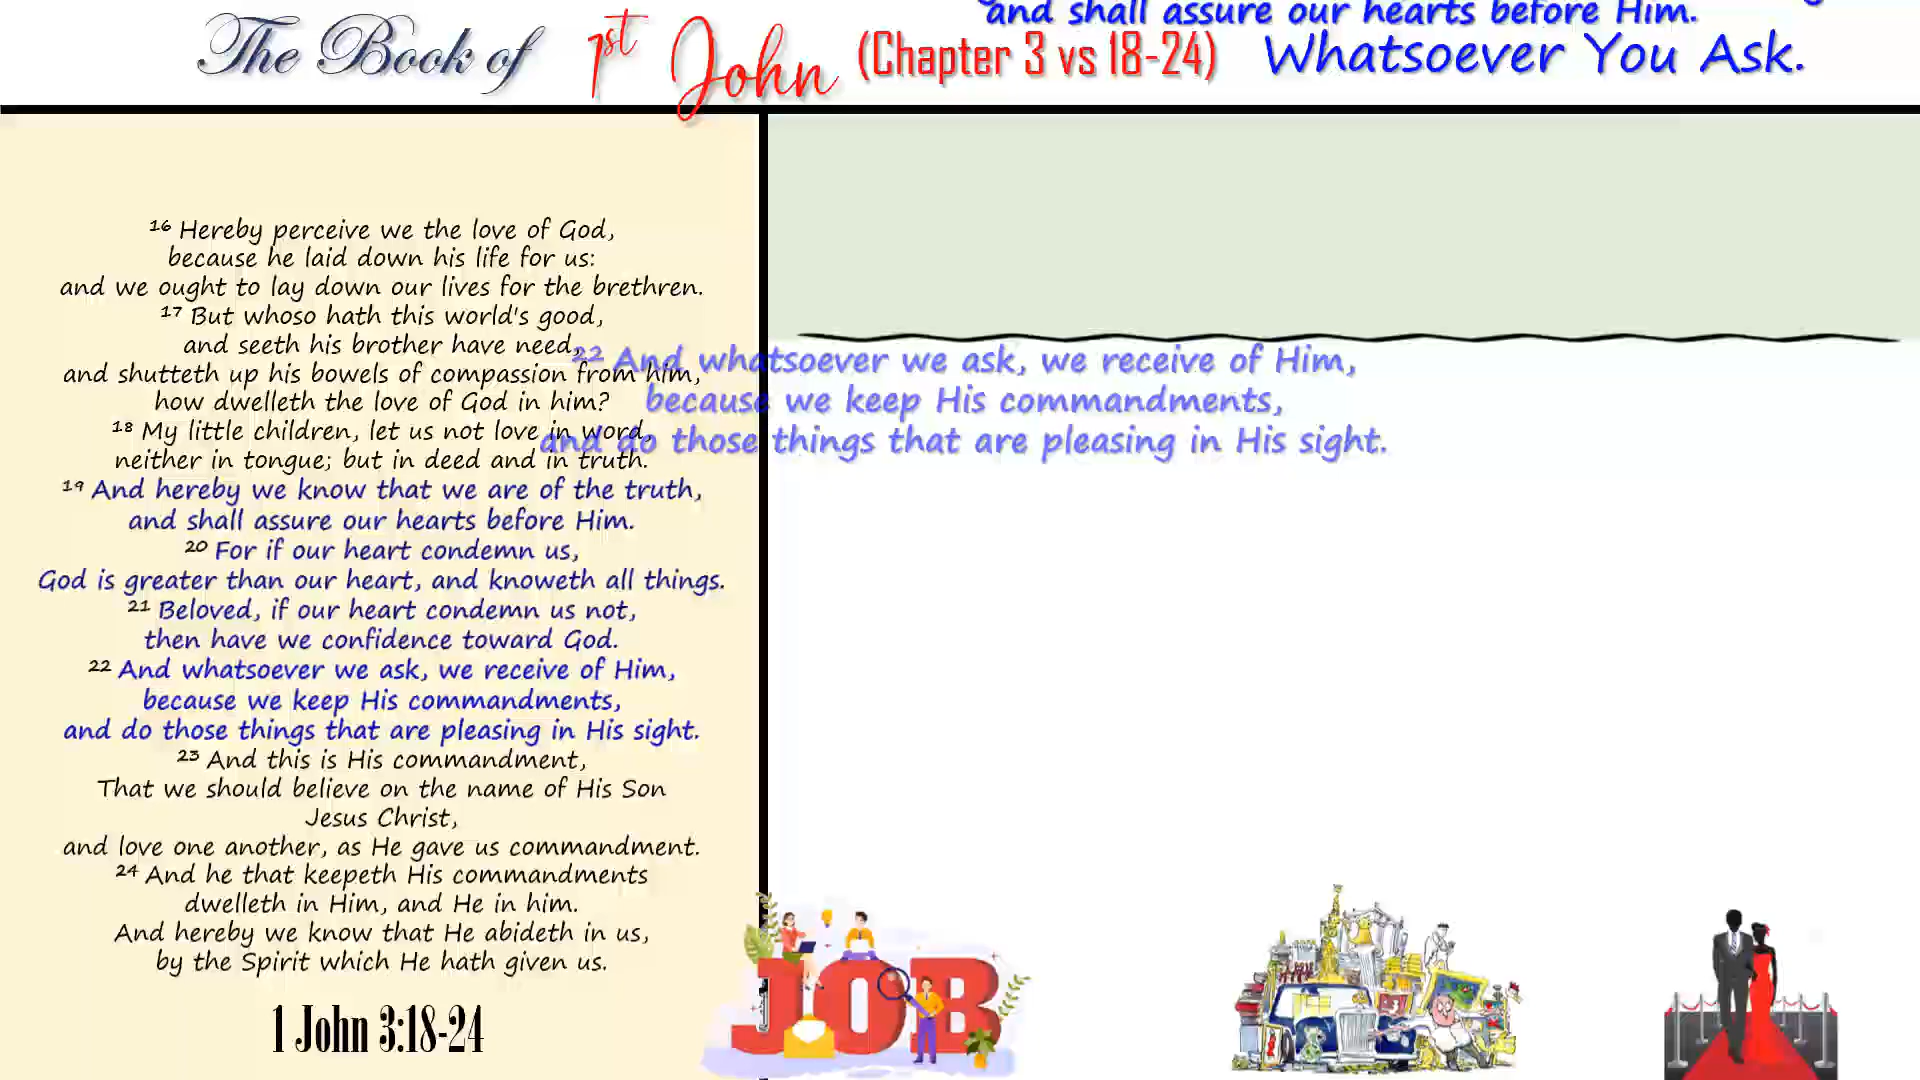 and shall assure our hearts before Him.
The Book of 1st John (Chapter 3 vs 18-24) Whatsoever You Ask.
16 Hereby perceive we the love of God,
because he laid down his life for us:
and we ought to lay down our lives for the brethren.
17 But whoso hath this world's good,
and seeth his brother have need,
and shutteth up his bowels of compassion from him,
how dwelleth the love of God in him?
18 My little children, let us not love in word,
neither in tongue; but in deed and in truth.
19 And hereby we know that we are of the truth,
and shall assure our hearts before Him.
20 For if our heart condemn us,
God is greater than our heart, and knoweth all things.
21 Beloved, if our heart condemn us not,
then have we confidence toward God.
22 And whatsoever we ask, we receive of Him,
because we keep His commandments,
and do those things that are pleasing in His sight.
23 And this is His commandment,
That we should believe on the name of His Son
Jesus Christ,
and love one another, as He gave us commandment.
24 And he that keepeth His commandments
dwelleth in Him, and He in him.
And hereby we know that He abideth in us,
by the Spirit which He hath given us.
1 John 3:18-24
22 And whatsoever we ask, we receive of Him,
because we keep His commandments,
and do those things that are pleasing in His sight.
JOB